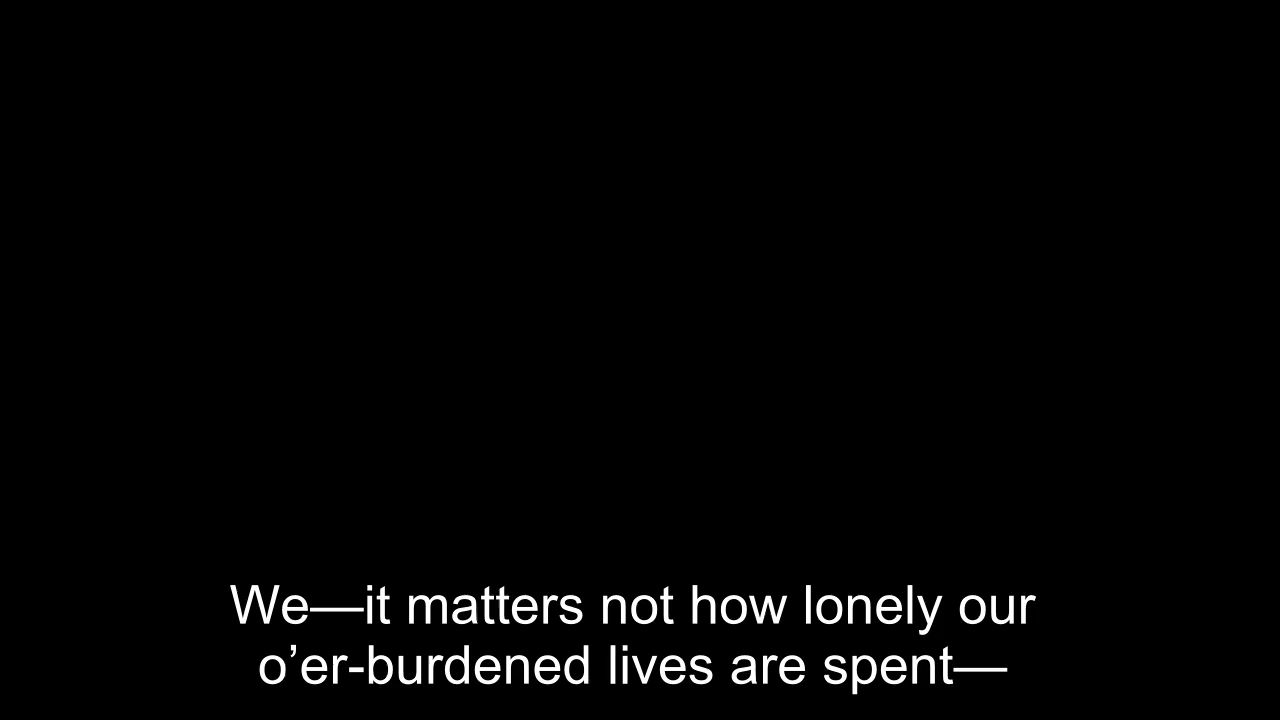 We—it matters not how lonely our
o’er-burdened lives are spent—